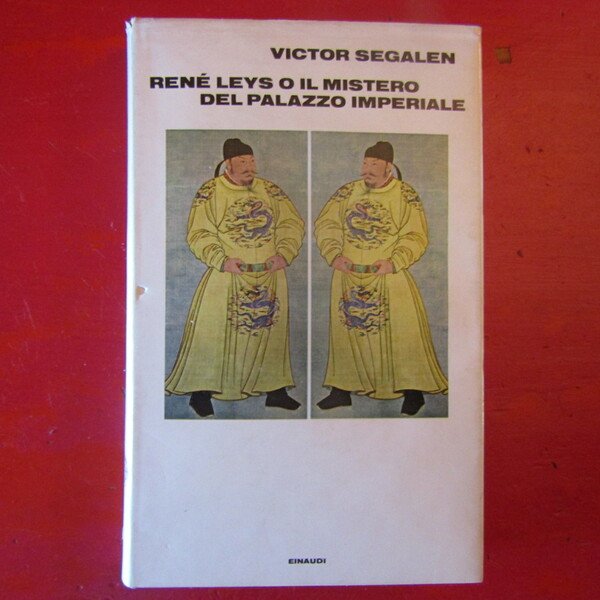 VICTOR SEGALEN
RENÉ LEYS O IL MISTERO
DEL PALAZZO IMPERIALE
EINAUDI